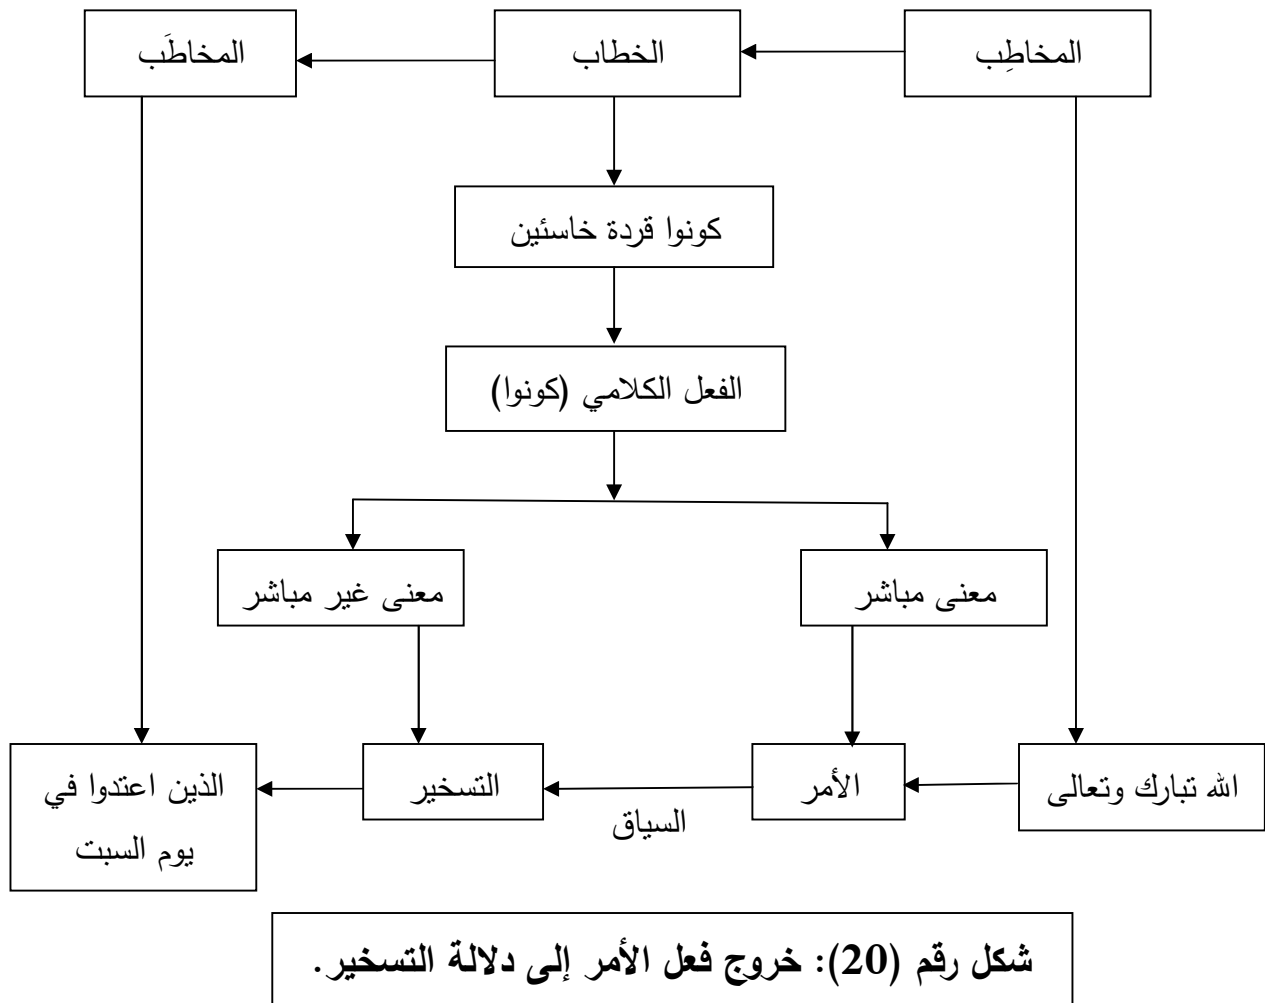 المخاطِب
الخطاب
المخاطَب
كونوا قردة خاسئين
الفعل الكلامي (كونوا)
معنى مباشر
معنى غير مباشر
الله تبارك وتعالى
الأمر
السياق
التسخير
الذين اعتدوا في
يوم السبت
شكل رقم (20): خروج فعل الأمر إلى دلالة التسخير.